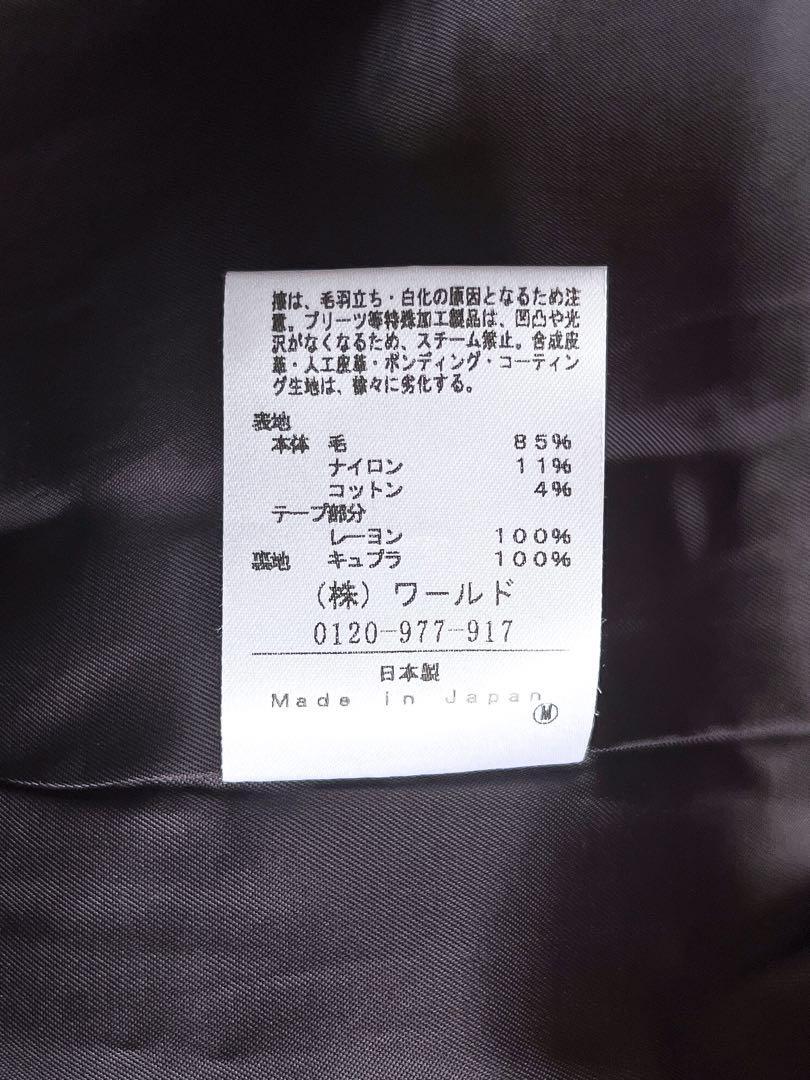 擦は、毛羽立ち・白化の原因となるため注
意。プリーツ等特殊加工製品は、凹凸や光
沢がなくなるため、スチーム禁止。合成皮
革・人工皮革・ボンディング・コーティン
グ生地は、徐々に劣化する。
表地
本体 毛 85%
ナイロン 11%
コットン 4%
テープ部分
レーヨン 100%
裏地 キュプラ 100%
(株)ワールド
0120-977-917
日本製
Made in Japan
Ⓜ